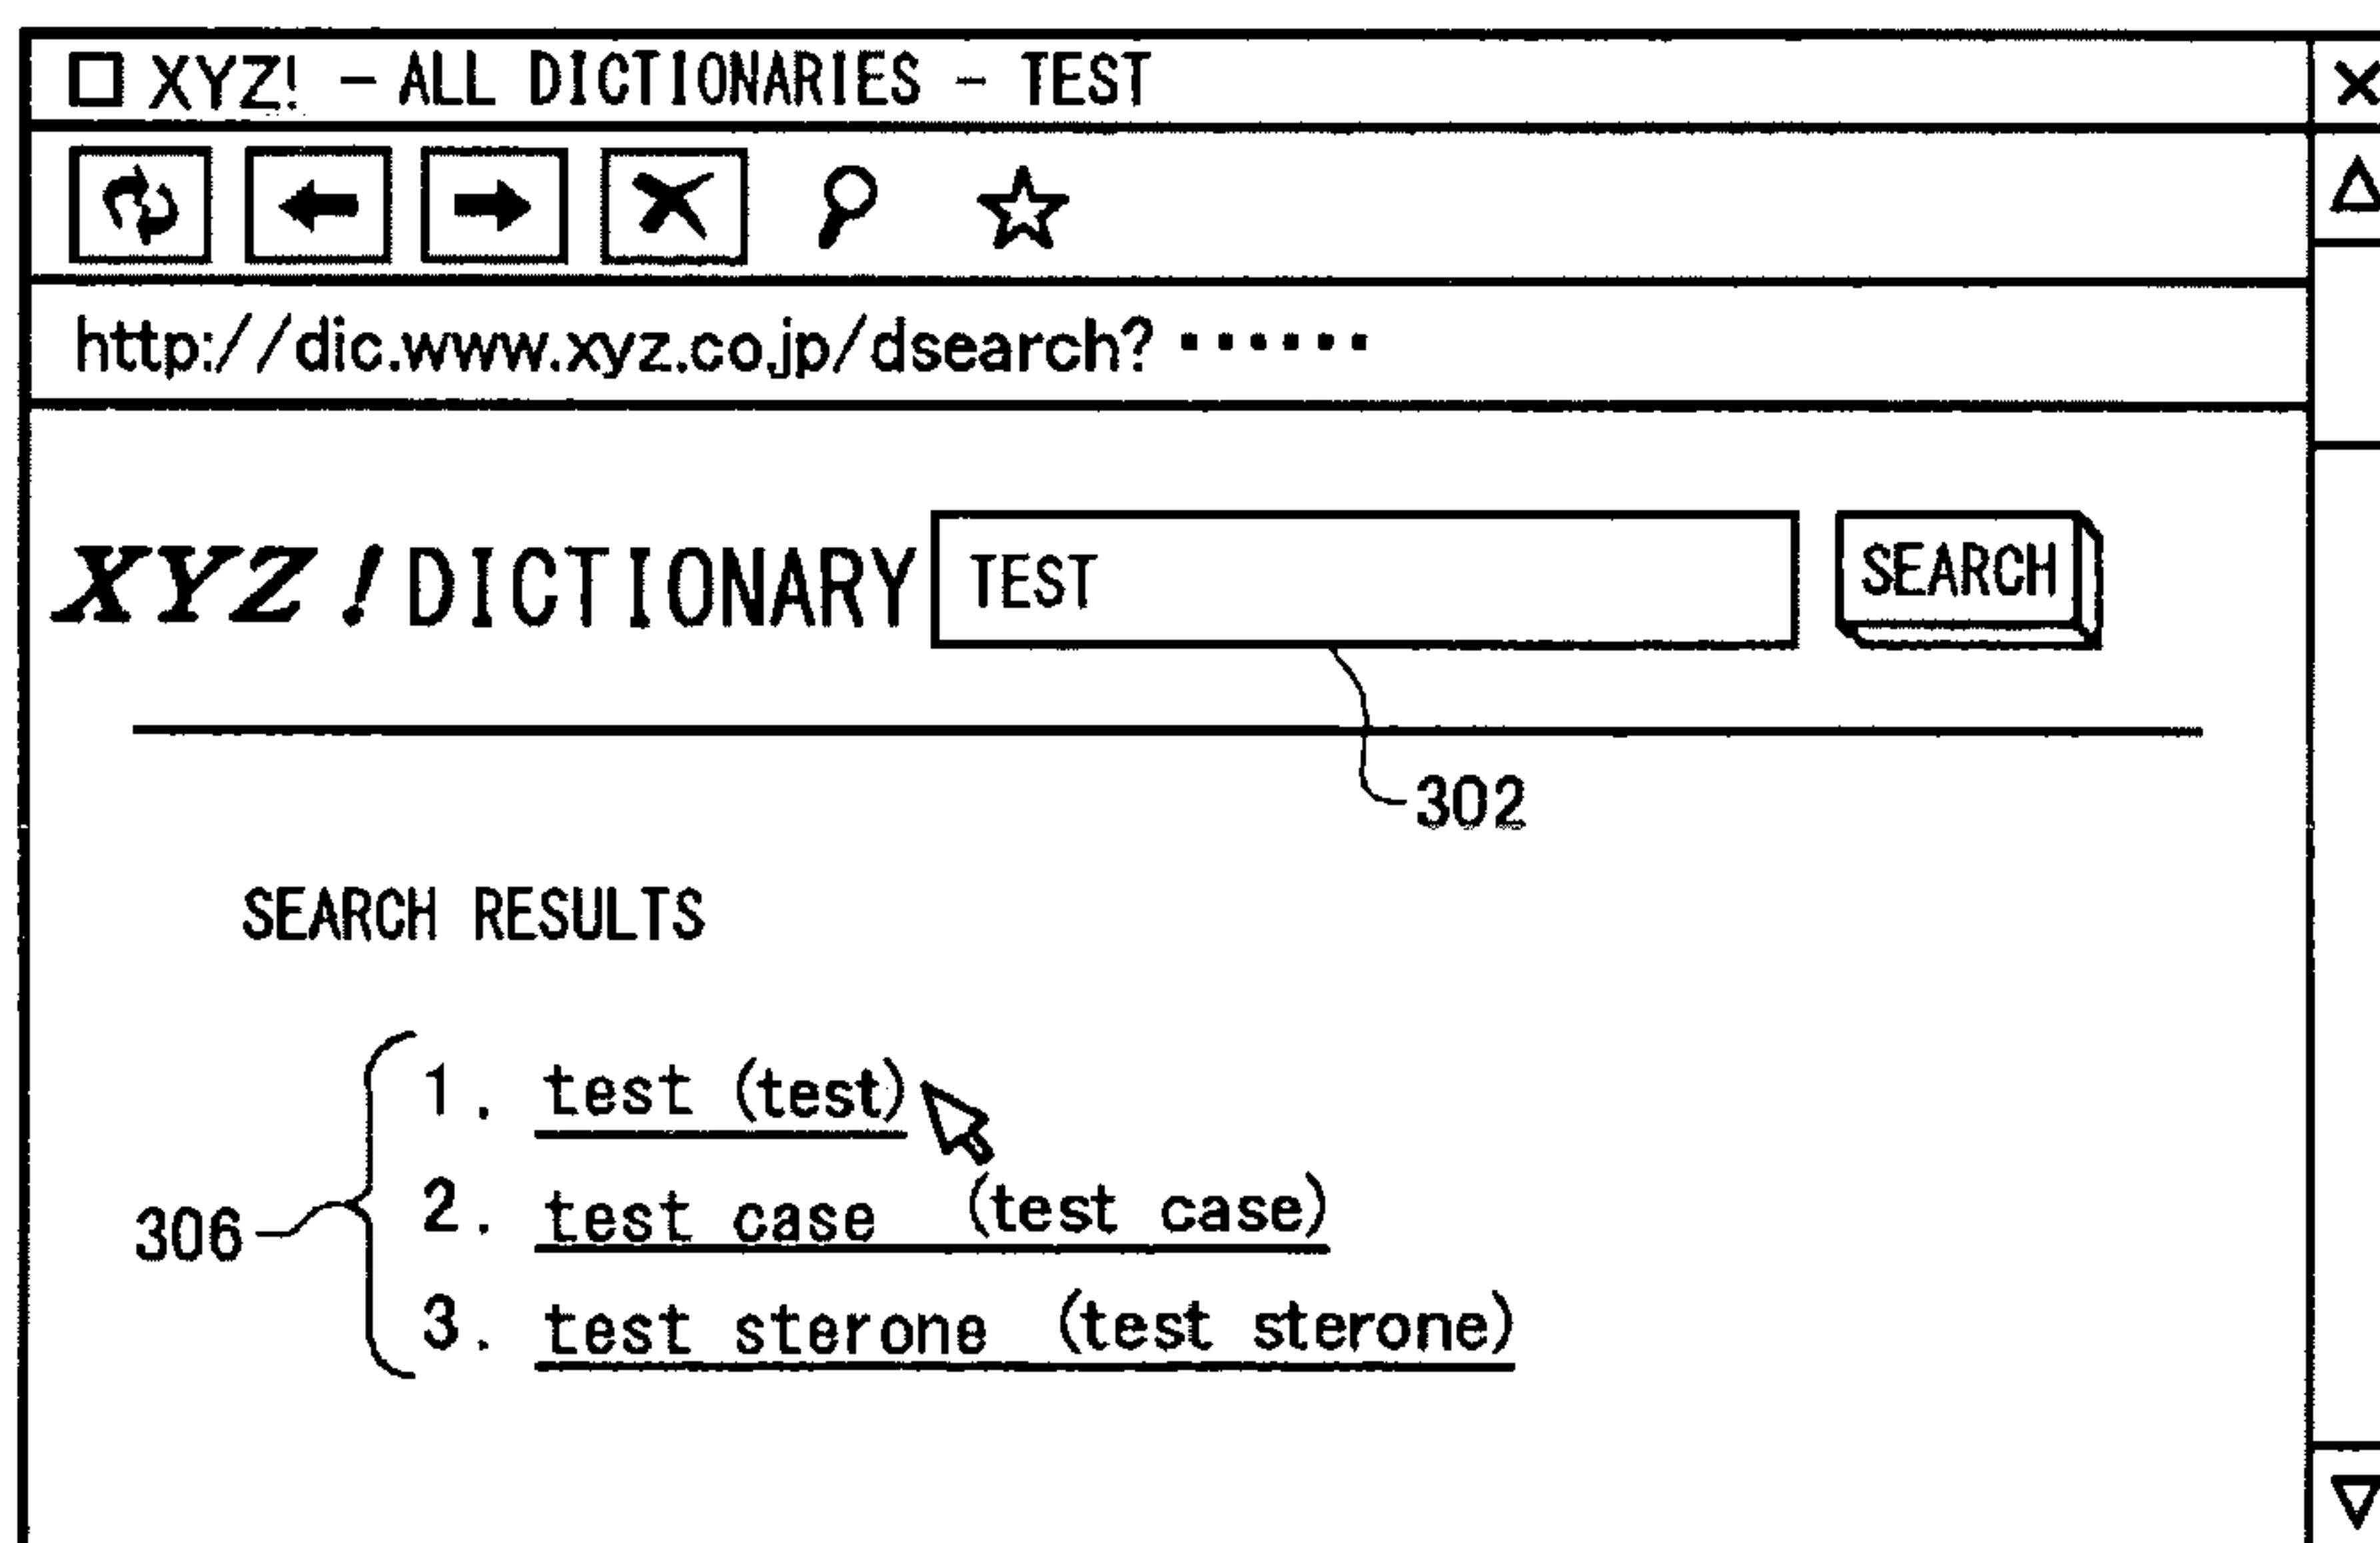 XYZ! - ALL DICTIONARIES - TEST
http://dic.www.xyz.co.jp/dsearch? ・・・・・・
XYZ! DICTIONARY TEST SEARCH
302
SEARCH RESULTS
1. test (test)
2. test case (test case)
306
3. test sterone (test sterone)